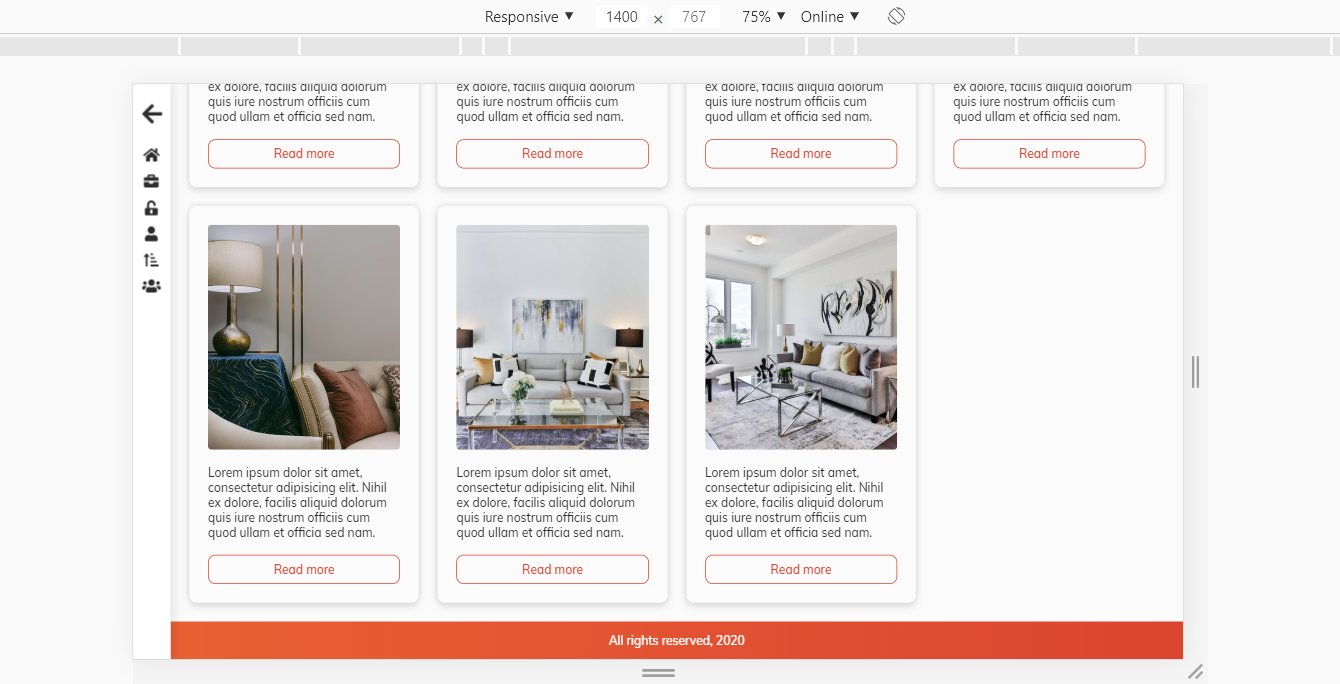 Responsive ▼ 1400 × 767 75% ▼ Online ▼
ex dolore, facilis aliquid dolorum
quis iure nostrum officiis cum
quod ullam et officia sed nam.
Read more
ex dolore, facilis aliquid dolorum
quis iure nostrum officiis cum
quod ullam et officia sed nam.
Read more
ex dolore, facilis aliquid dolorum
quis iure nostrum officiis cum
quod ullam et officia sed nam.
Read more
ex dolore, facilis aliquid dolorum
quis iure nostrum officiis cum
quod ullam et officia sed nam.
Read more
Lorem ipsum dolor sit amet,
consectetur adipisicing elit. Nihil
ex dolore, facilis aliquid dolorum
quis iure nostrum officiis cum
quod ullam et officia sed nam.
Read more
Lorem ipsum dolor sit amet,
consectetur adipisicing elit. Nihil
ex dolore, facilis aliquid dolorum
quis iure nostrum officiis cum
quod ullam et officia sed nam.
Read more
Lorem ipsum dolor sit amet,
consectetur adipisicing elit. Nihil
ex dolore, facilis aliquid dolorum
quis iure nostrum officiis cum
quod ullam et officia sed nam.
Read more
All rights reserved, 2020